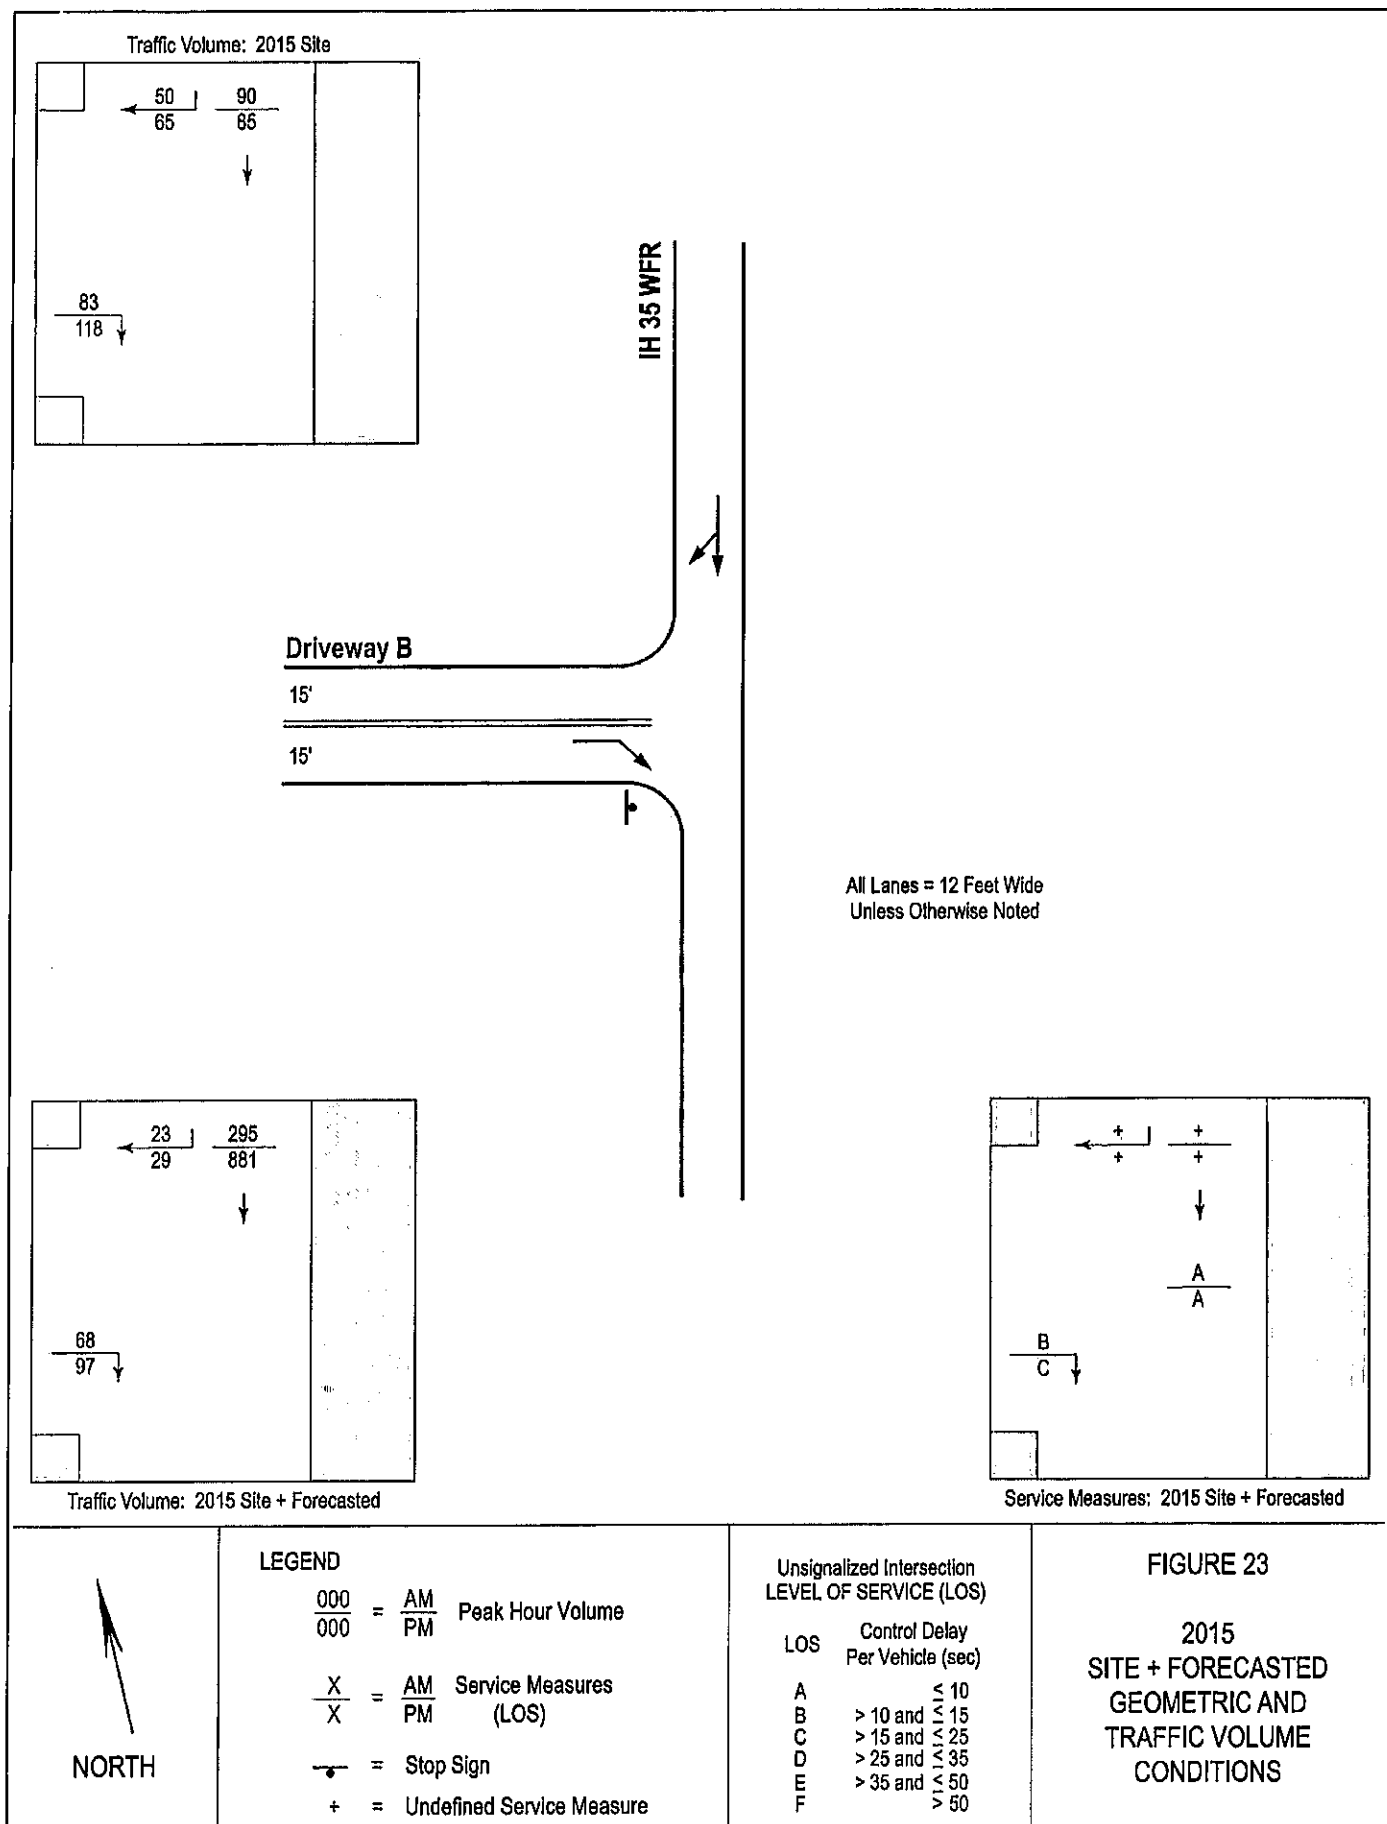 Traffic Volume: 2015 Site
50 90
65 85
83
118
IH 35 WFR
Driveway B
15'
15'
All Lanes = 12 Feet Wide
Unless Otherwise Noted
23 295
29 881
68
97
Traffic Volume: 2015 Site + Forecasted
+ +
+ +
A
A
B
C
Service Measures: 2015 Site + Forecasted
NORTH
LEGEND
000 = AM Peak Hour Volume
000 PM
X = AM Service Measures
X PM (LOS)
= Stop Sign
+ = Undefined Service Measure
Unsignalized Intersection
LEVEL OF SERVICE (LOS)
LOS Control Delay
Per Vehicle (sec)
A ≤ 10
B > 10 and ≤ 15
C > 15 and ≤ 25
D > 25 and ≤ 35
E > 35 and ≤ 50
F > 50
FIGURE 23
2015
SITE + FORECASTED
GEOMETRIC AND
TRAFFIC VOLUME
CONDITIONS